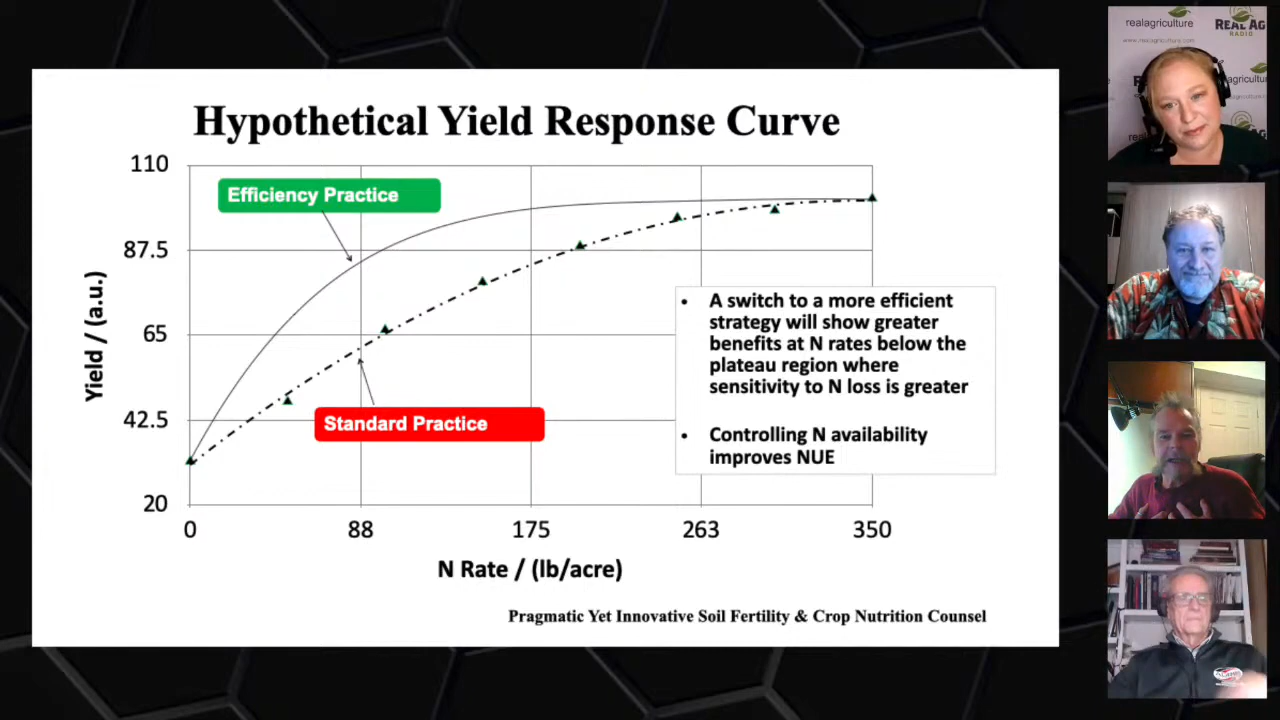 Hypothetical Yield Response Curve
110
87.5
65
42.5
20
Yield / (a.u.)
Efficiency Practice
Standard Practice
• A switch to a more efficient
strategy will show greater
benefits at N rates below the
plateau region where
sensitivity to N loss is greater
• Controlling N availability
improves NUE
0 88 175 263 350
N Rate / (lb/acre)
Pragmatic Yet Innovative Soil Fertility & Crop Nutrition Counsel
realagriculture
www.realagriculture.com
REAL AG
RADIO